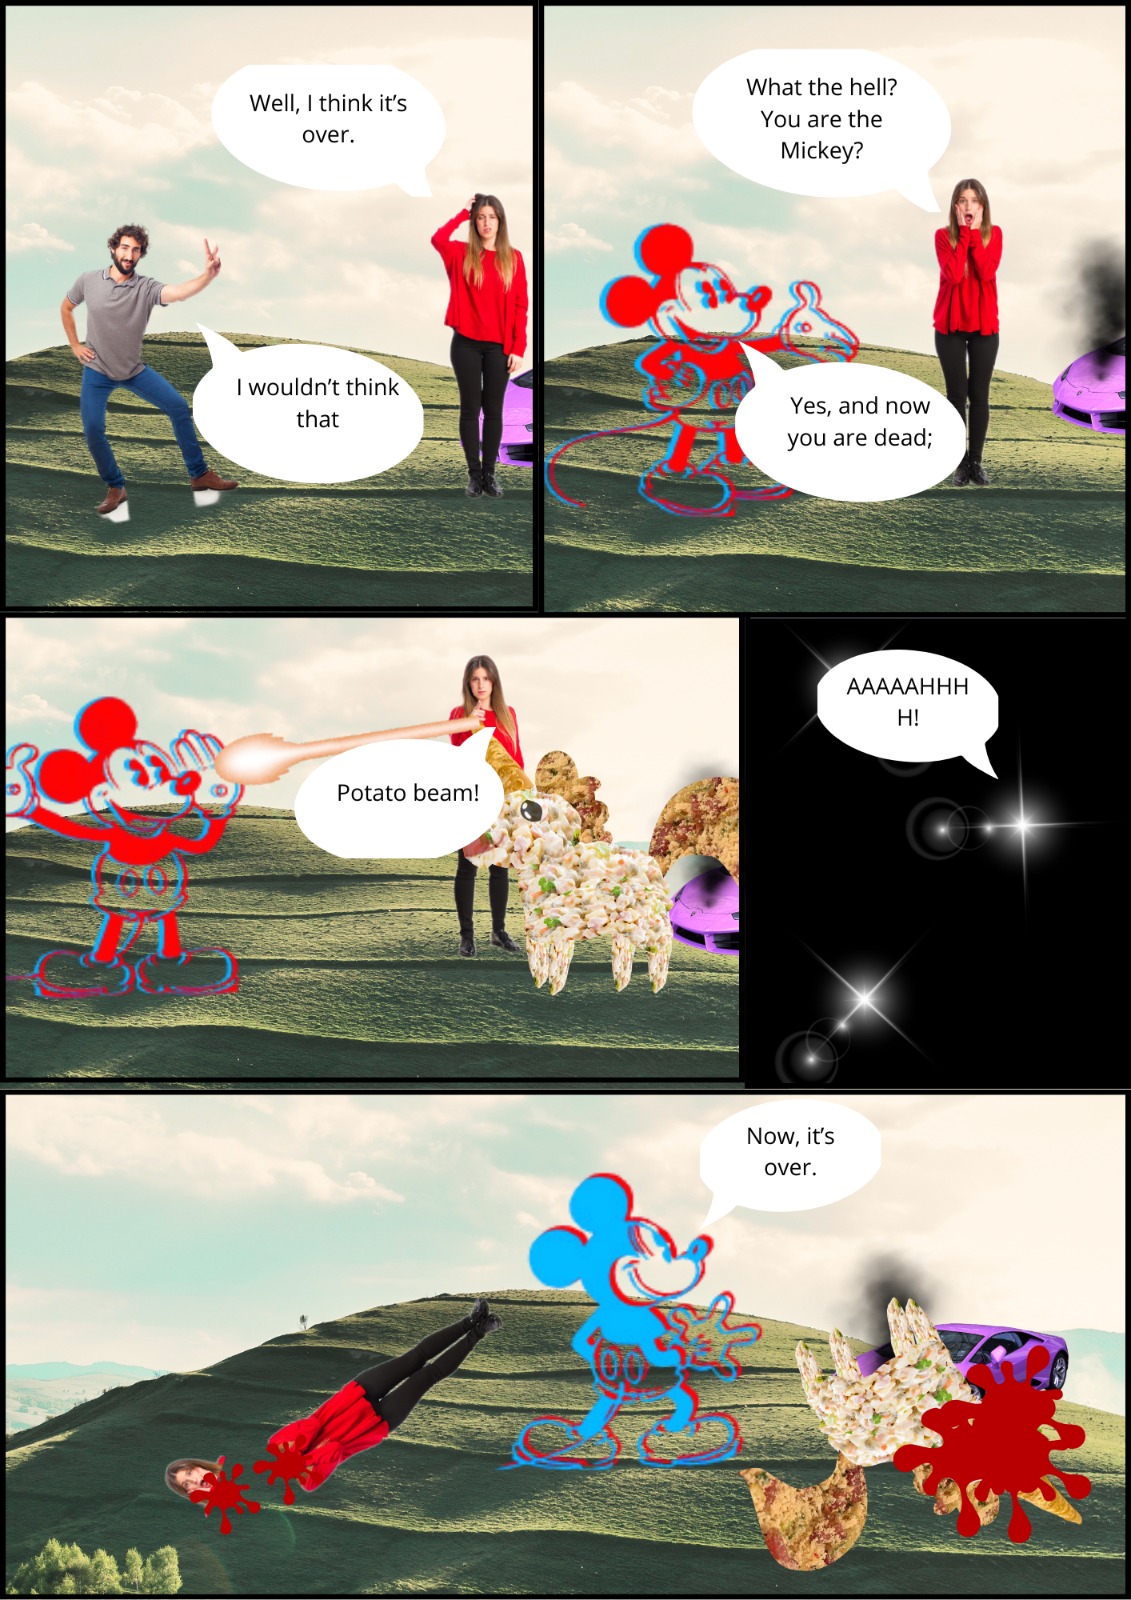 Well, I think it’s
over.
I wouldn’t think
that
What the hell?
You are the
Mickey?
Yes, and now
you are dead;
Potato beam!
AAAAAHHH
H!
Now, it’s
over.